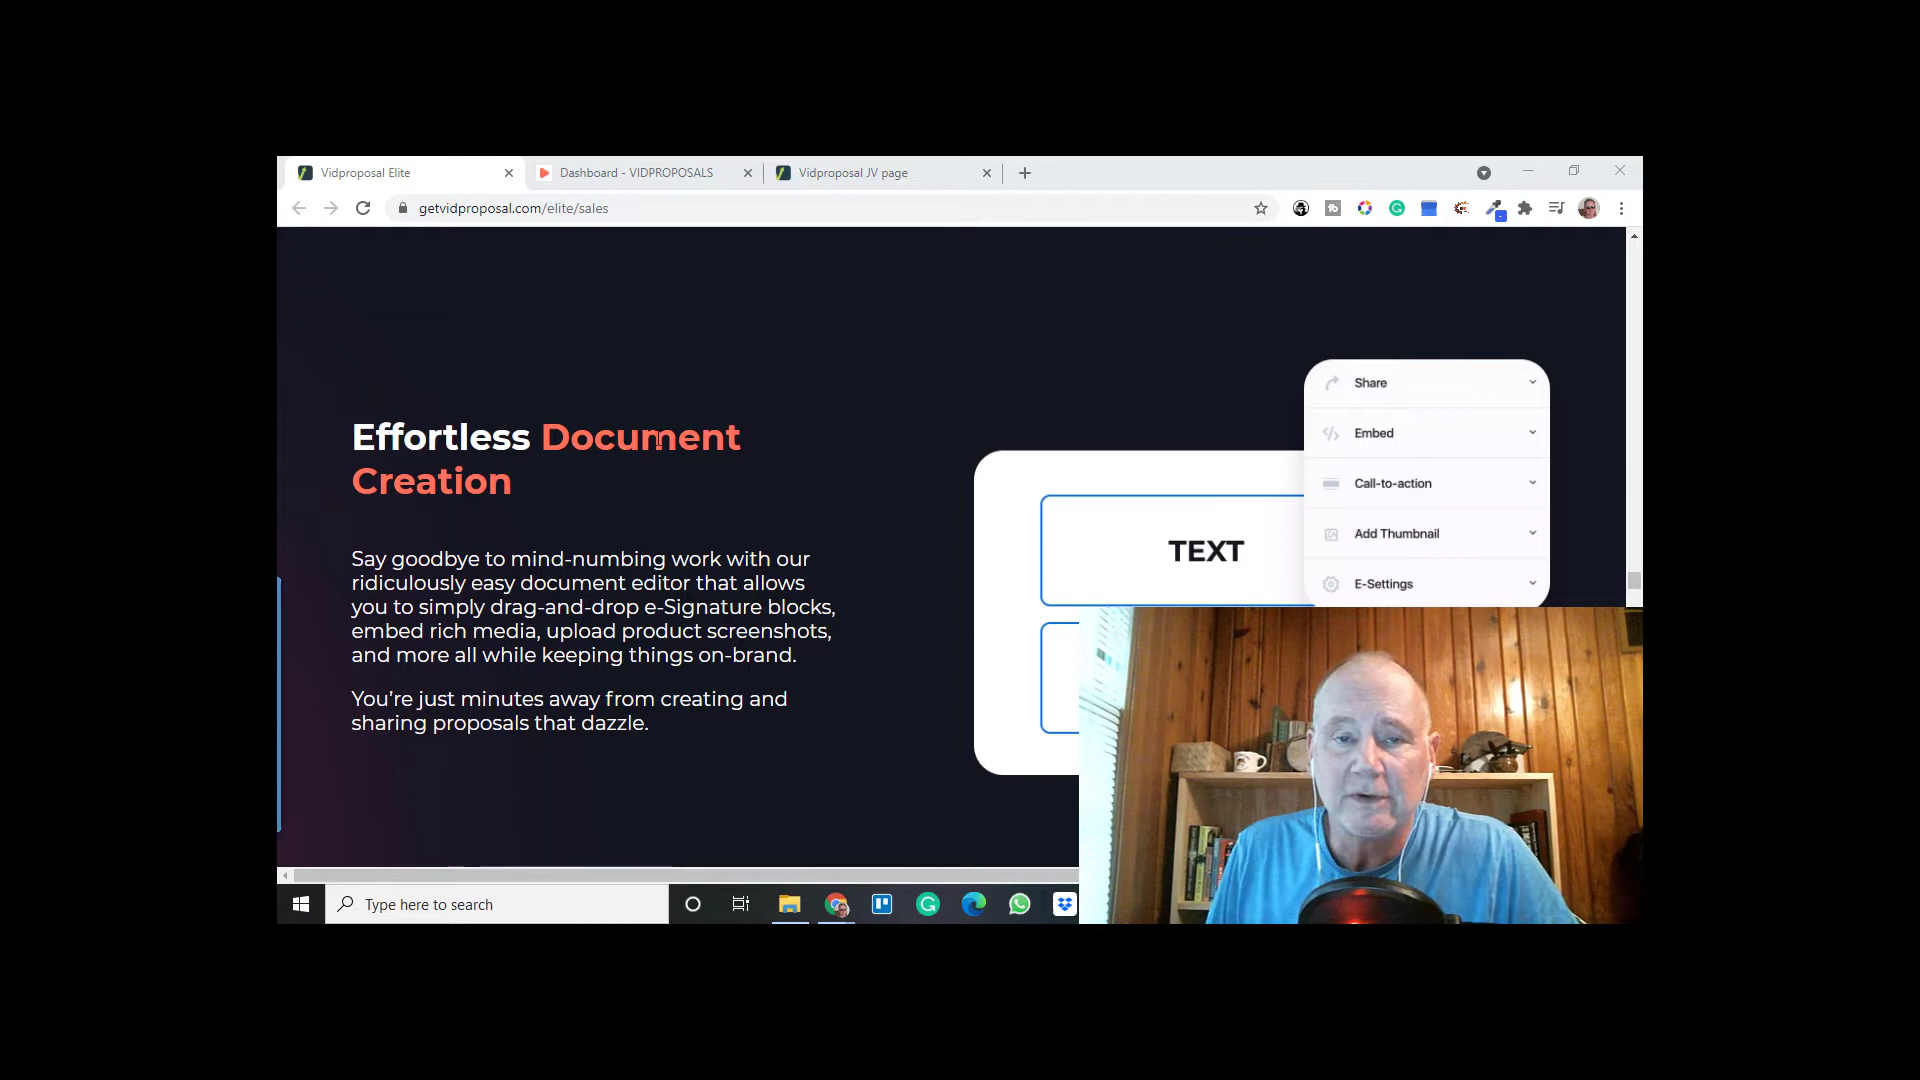 Vidproposal Elite
Dashboard - VIDPROPOSALS
Vidproposal JV page
getvidproposal.com/elite/sales
Effortless Document
Creation
Say goodbye to mind-numbing work with our
ridiculously easy document editor that allows
you to simply drag-and-drop e-Signature blocks,
embed rich media, upload product screenshots,
and more all while keeping things on-brand.
You’re just minutes away from creating and
sharing proposals that dazzle.
TEXT
Share
Embed
Call-to-action
Add Thumbnail
E-Settings
Type here to search